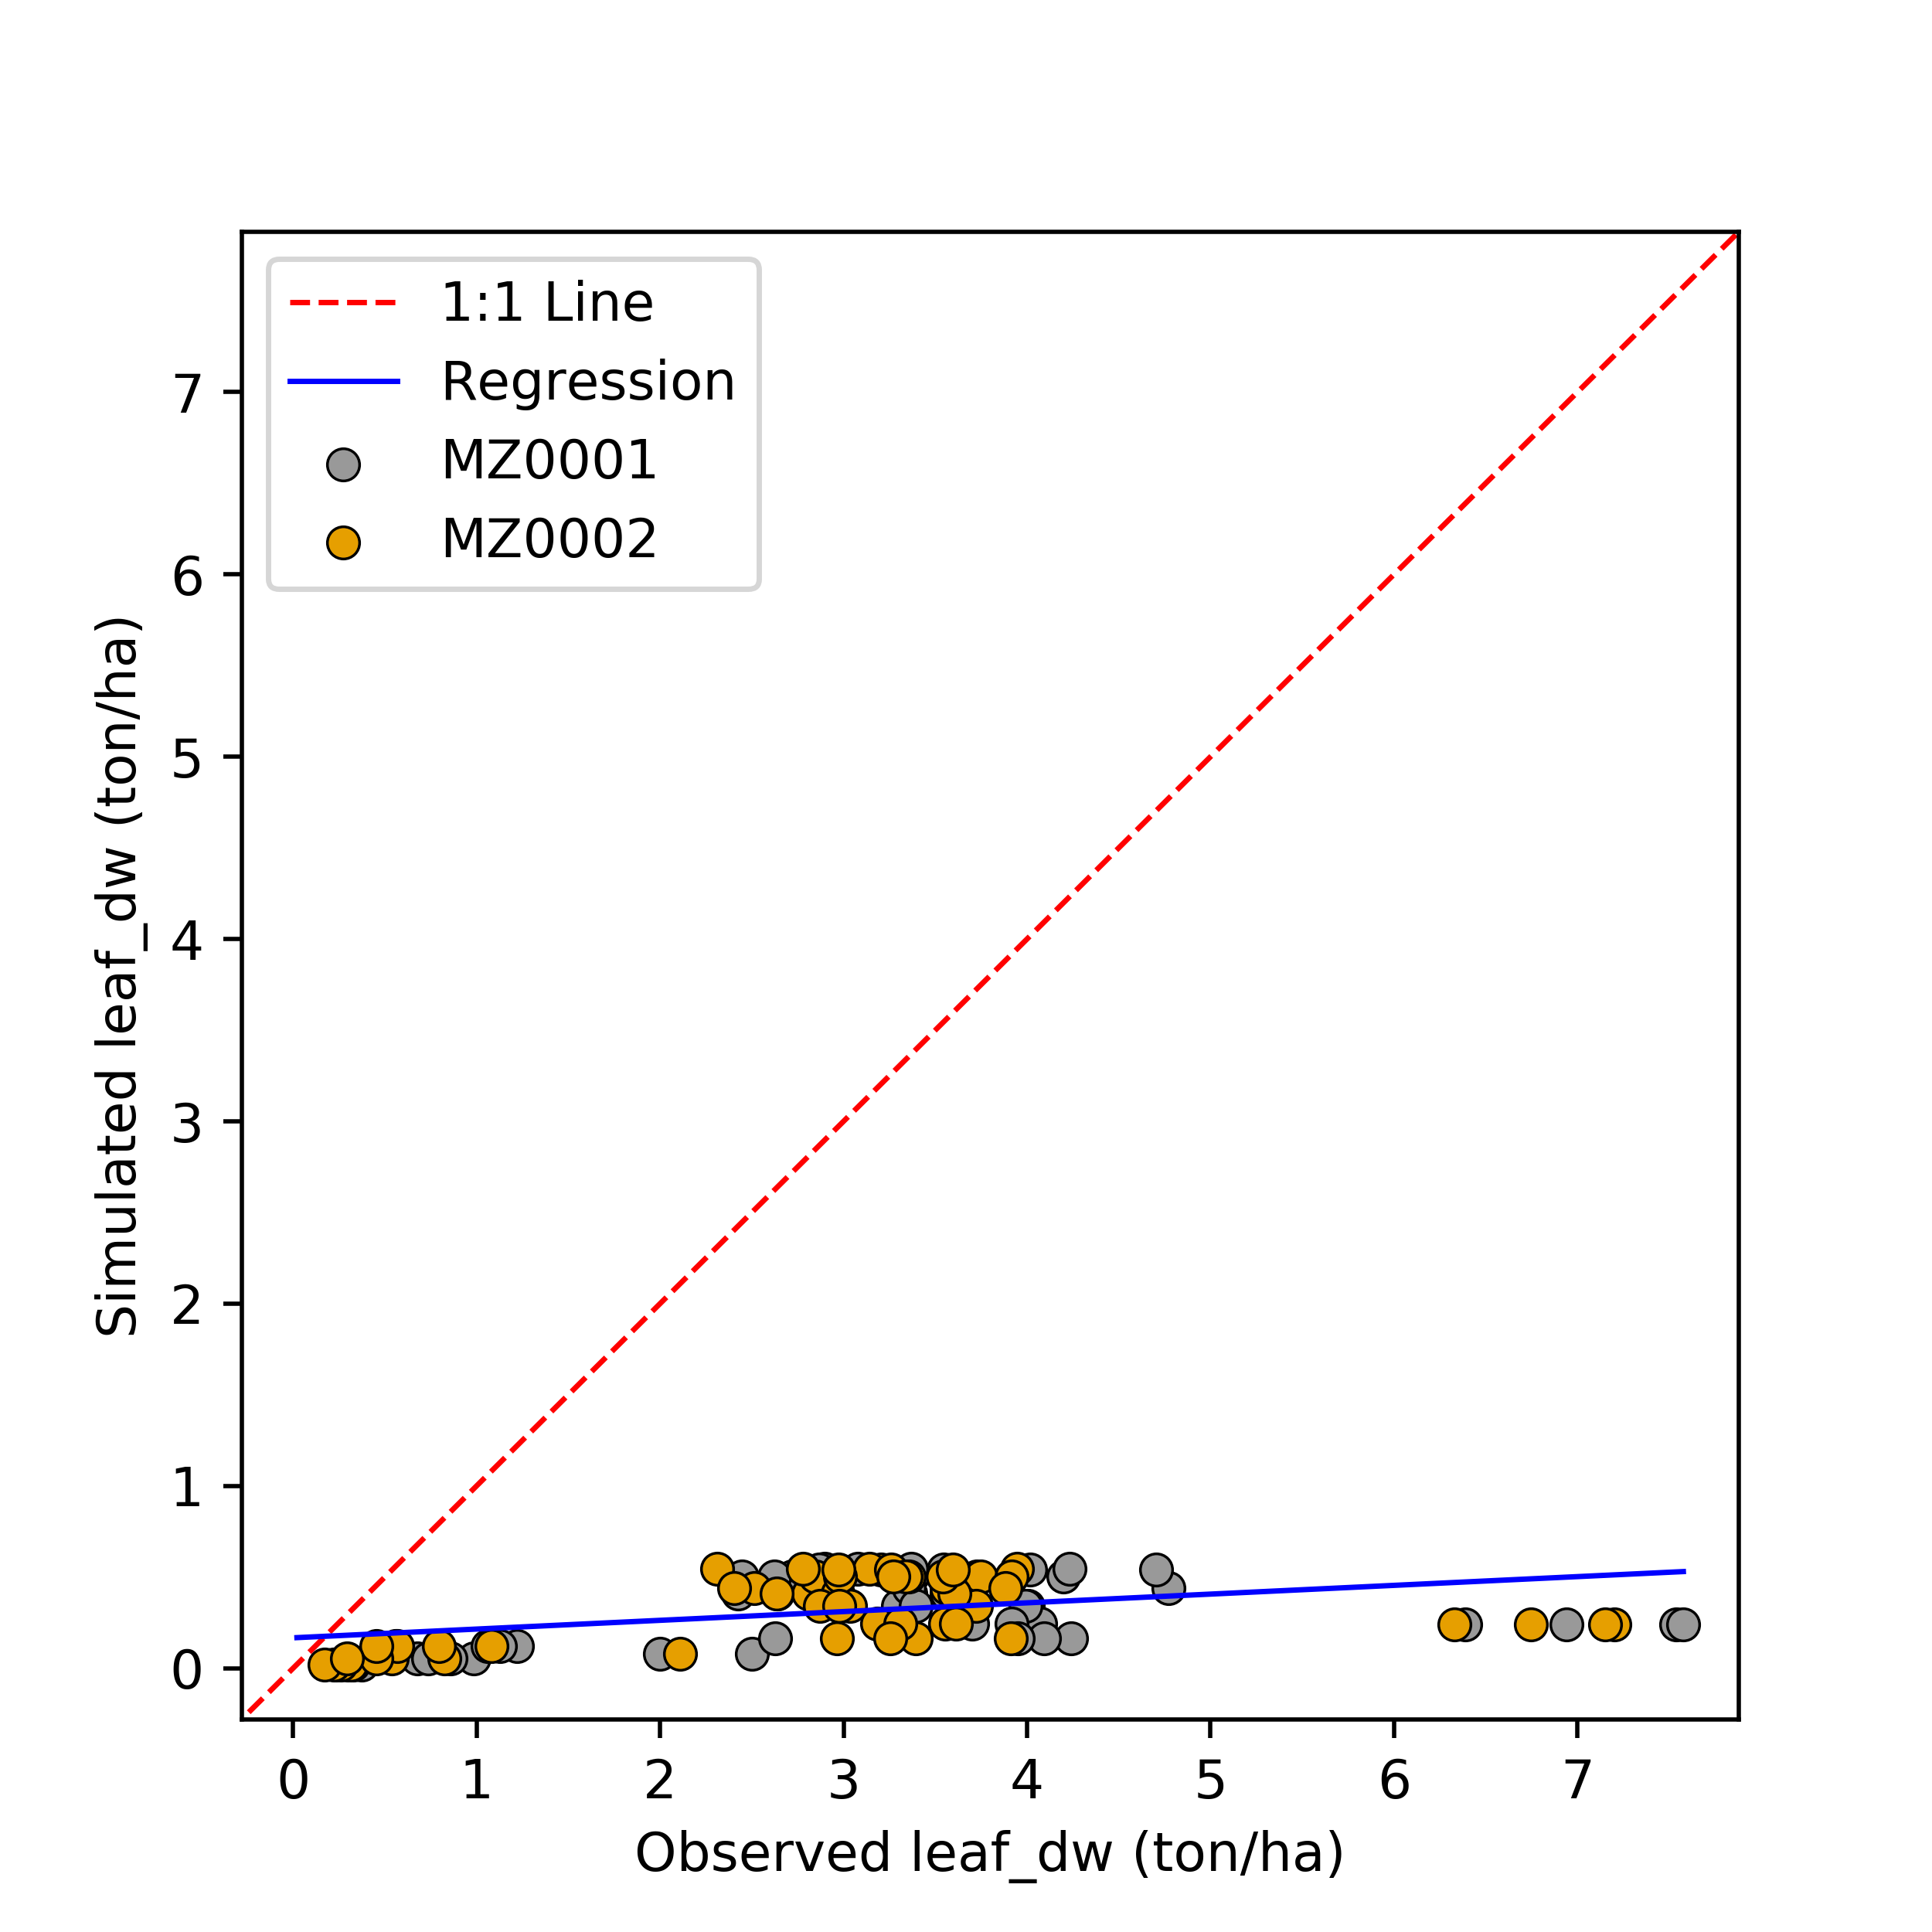 1:1 Line
Regression
MZ0001
MZ0002
7
6
5
4
3
2
1
0
Simulated leaf_dw (ton/ha)
0 1 2 3 4 5 6 7
Observed leaf_dw (ton/ha)